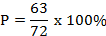 P = 63/72 x 100%